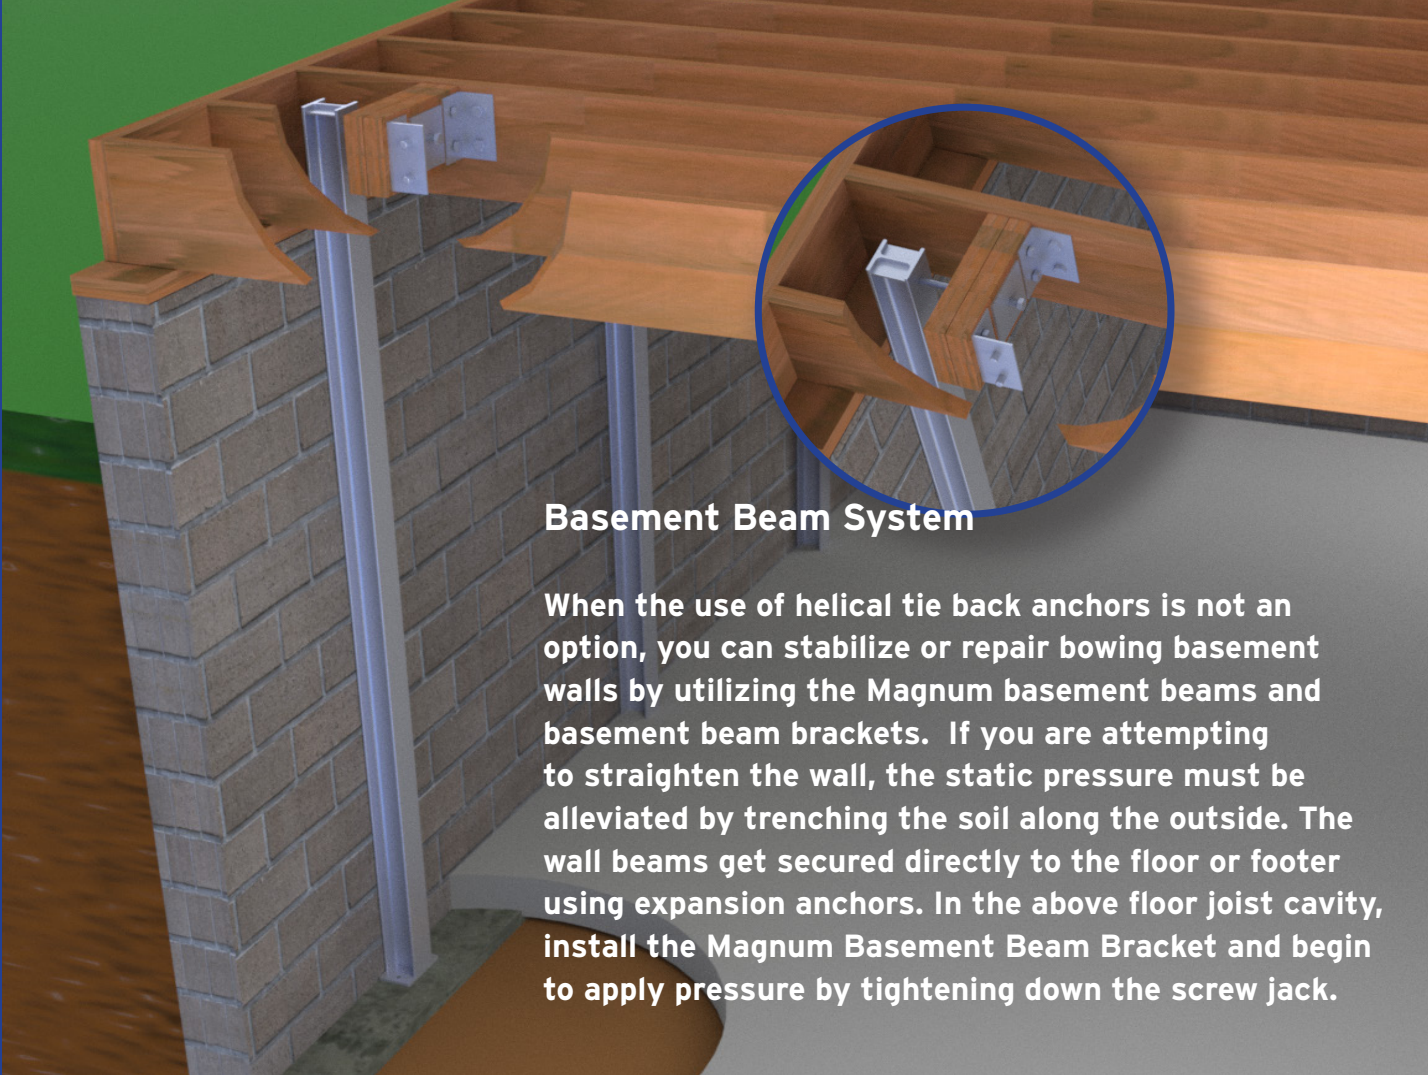 Basement Beam System
When the use of helical tie back anchors is not an
option, you can stabilize or repair bowing basement
walls by utilizing the Magnum basement beams and
basement beam brackets.  If you are attempting
to straighten the wall, the static pressure must be
alleviated by trenching the soil along the outside. The
wall beams get secured directly to the floor or footer
using expansion anchors. In the above floor joist cavity,
install the Magnum Basement Beam Bracket and begin
to apply pressure by tightening down the screw jack.